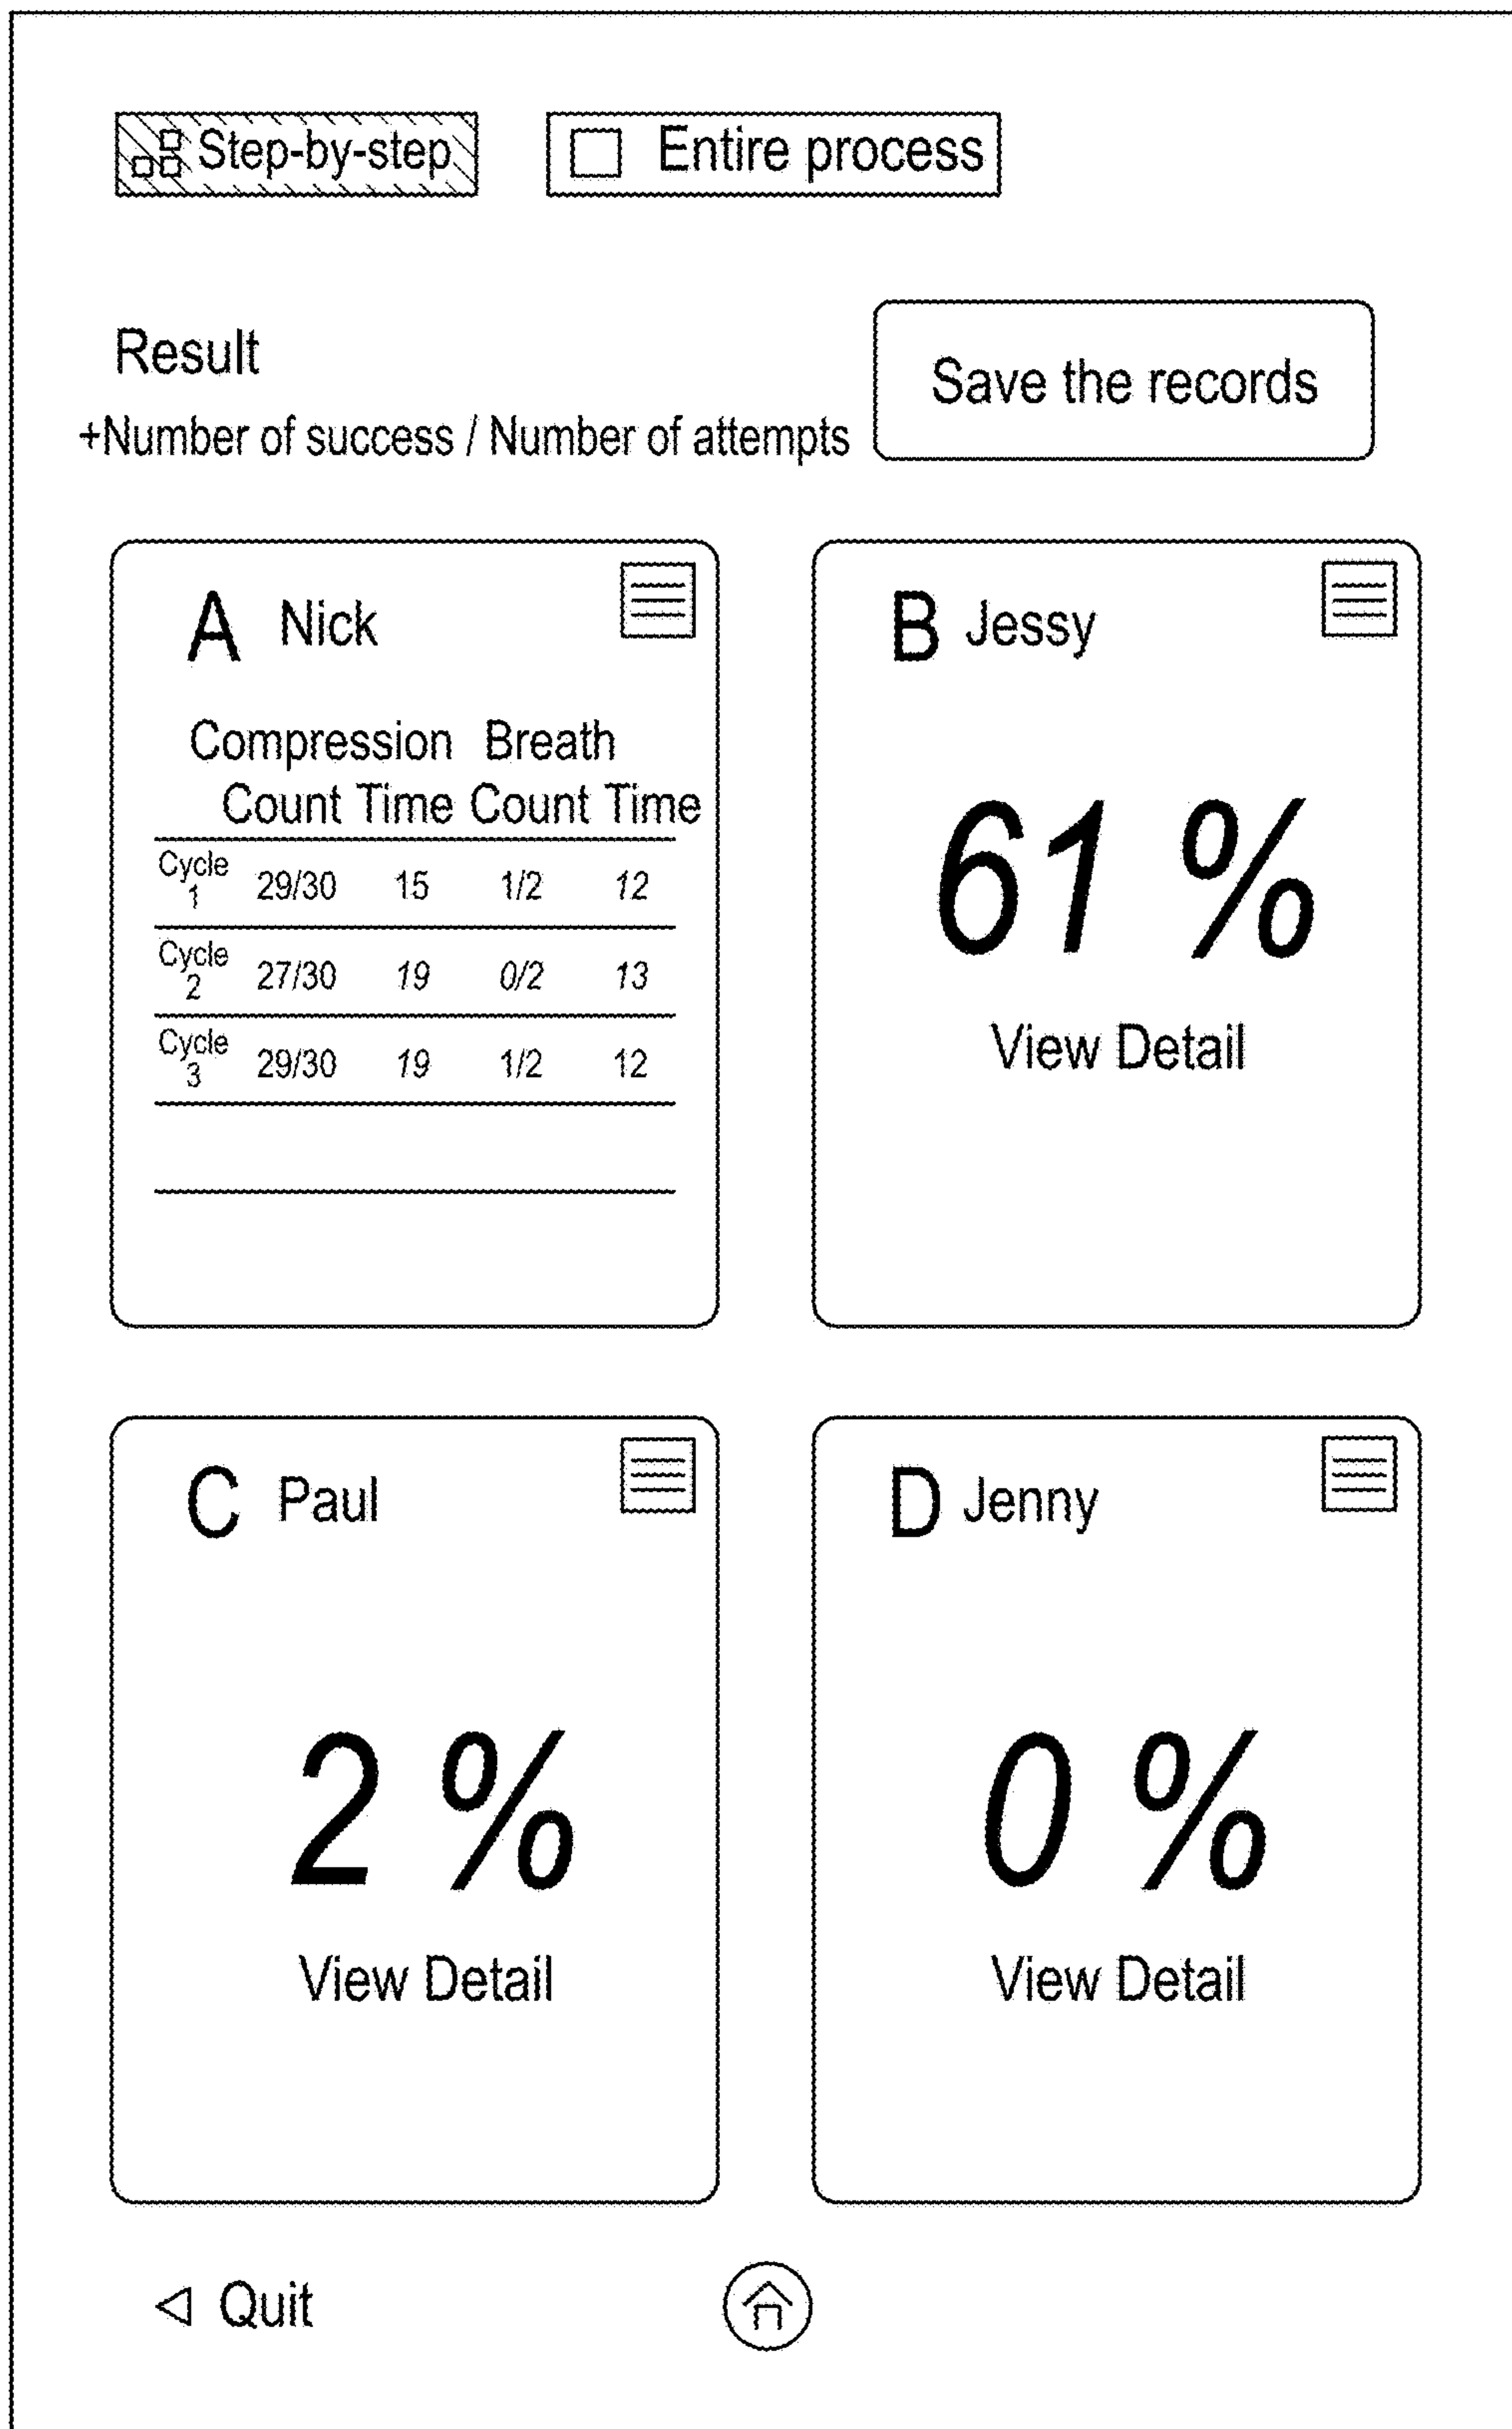 Step-by-step
Entire process
Result
+Number of success / Number of attempts
Save the records
A Nick
Compression Breath
Count Time Count Time
Cycle 1 29/30 15 1/2 12
Cycle 2 27/30 19 0/2 13
Cycle 3 29/30 19 1/2 12
B Jessy
61 %
View Detail
C Paul
2 %
View Detail
D Jenny
0 %
View Detail
Quit